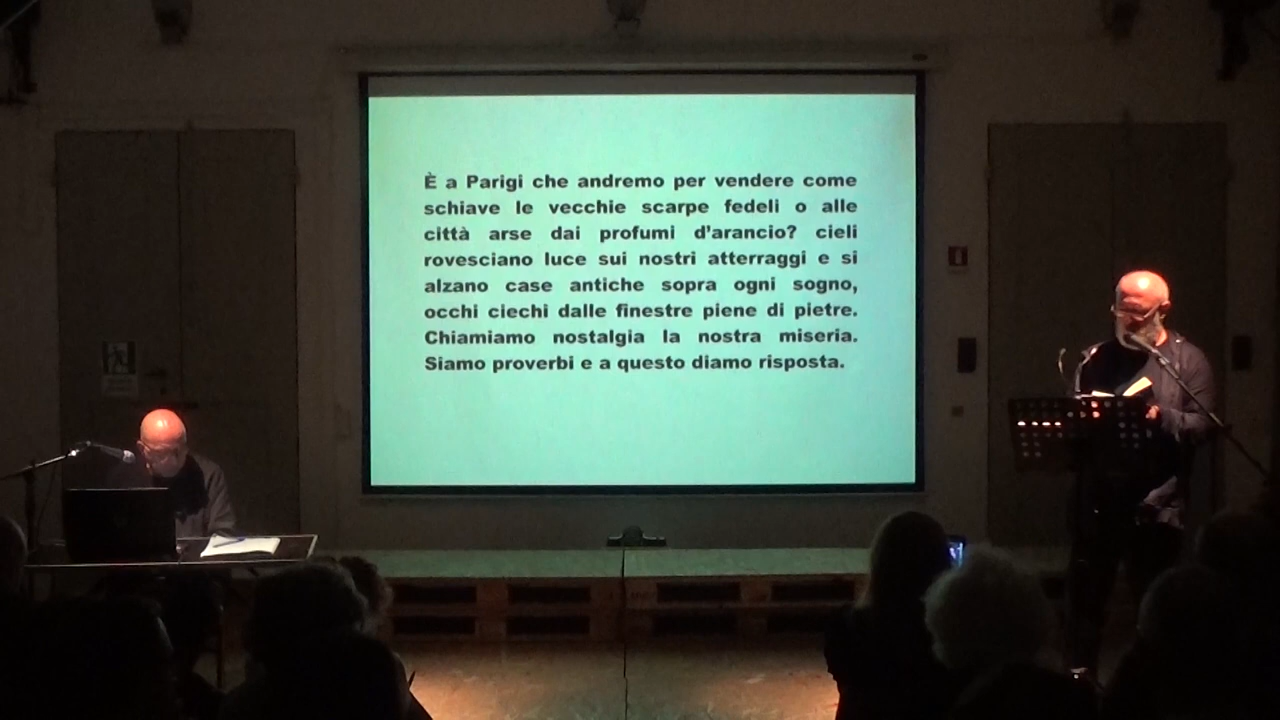 È a Parigi che andremo per vendere come
schiave le vecchie scarpe fedeli o alle
città arse dai profumi d’arancio? cieli
rovesciano luce sui nostri atterraggi e si
alzano case antiche sopra ogni sogno,
occhi ciechi dalle finestre piene di pietre.
Chiamiamo nostalgia la nostra miseria.
Siamo proverbi e a questo diamo risposta.